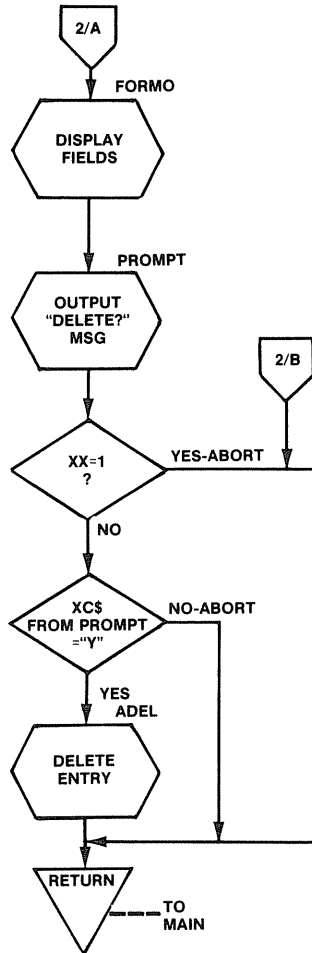 2/A
FORMO
DISPLAY
FIELDS
PROMPT
OUTPUT
"DELETE?"
MSG
2/B
XX=1
?
YES-ABORT
NO
XC$
FROM PROMPT
="Y"
NO-ABORT
YES
ADEL
DELETE
ENTRY
RETURN
TO
MAIN